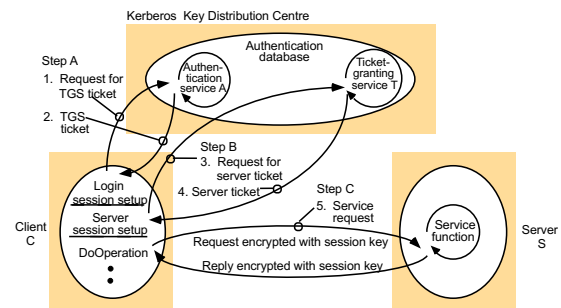 Kerberos Key Distribution Centre
Step A
1. Request for
TGS ticket
2. TGS
ticket
Authentication
database
Authen-
tication
service A
Ticket-
granting
service T
Step B
3. Request for
server ticket
4. Server ticket
Step C
5. Service
request
Client
C
Login
session setup
Server
session setup
DoOperation
Request encrypted with session key
Reply encrypted with session key
Service
function
Server
S